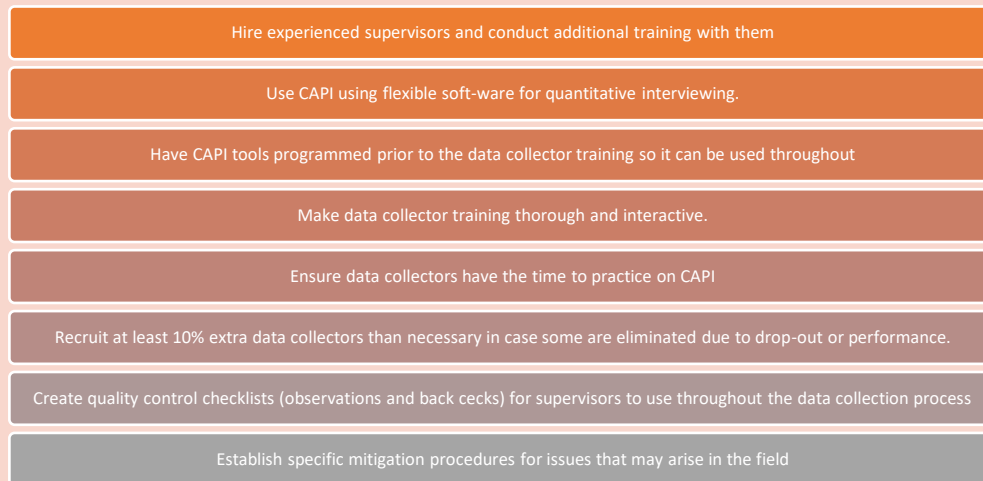 Hire experienced supervisors and conduct additional training with them
Use CAPI using flexible soft-ware for quantitative interviewing.
Have CAPI tools programmed prior to the data collector training so it can be used throughout
Make data collector training thorough and interactive.
Ensure data collectors have the time to practice on CAPI
Recruit at least 10% extra data collectors than necessary in case some are eliminated due to drop-out or performance.
Create quality control checklists (observations and back cecks) for supervisors to use throughout the data collection process
Establish specific mitigation procedures for issues that may arise in the field